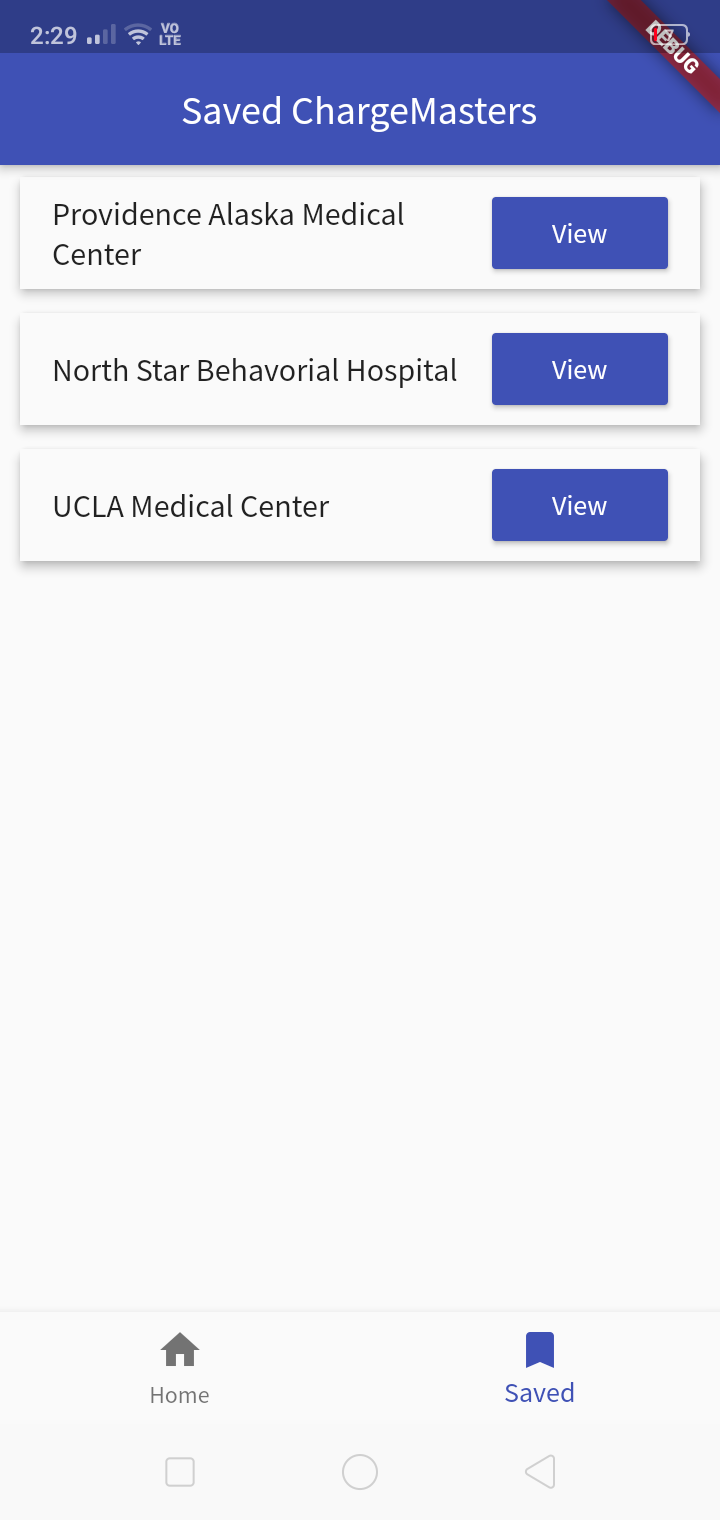 2:29 VO LTE
DEBUG
Saved ChargeMasters
Providence Alaska Medical
Center
View
North Star Behavorial Hospital
View
UCLA Medical Center
View
Home
Saved